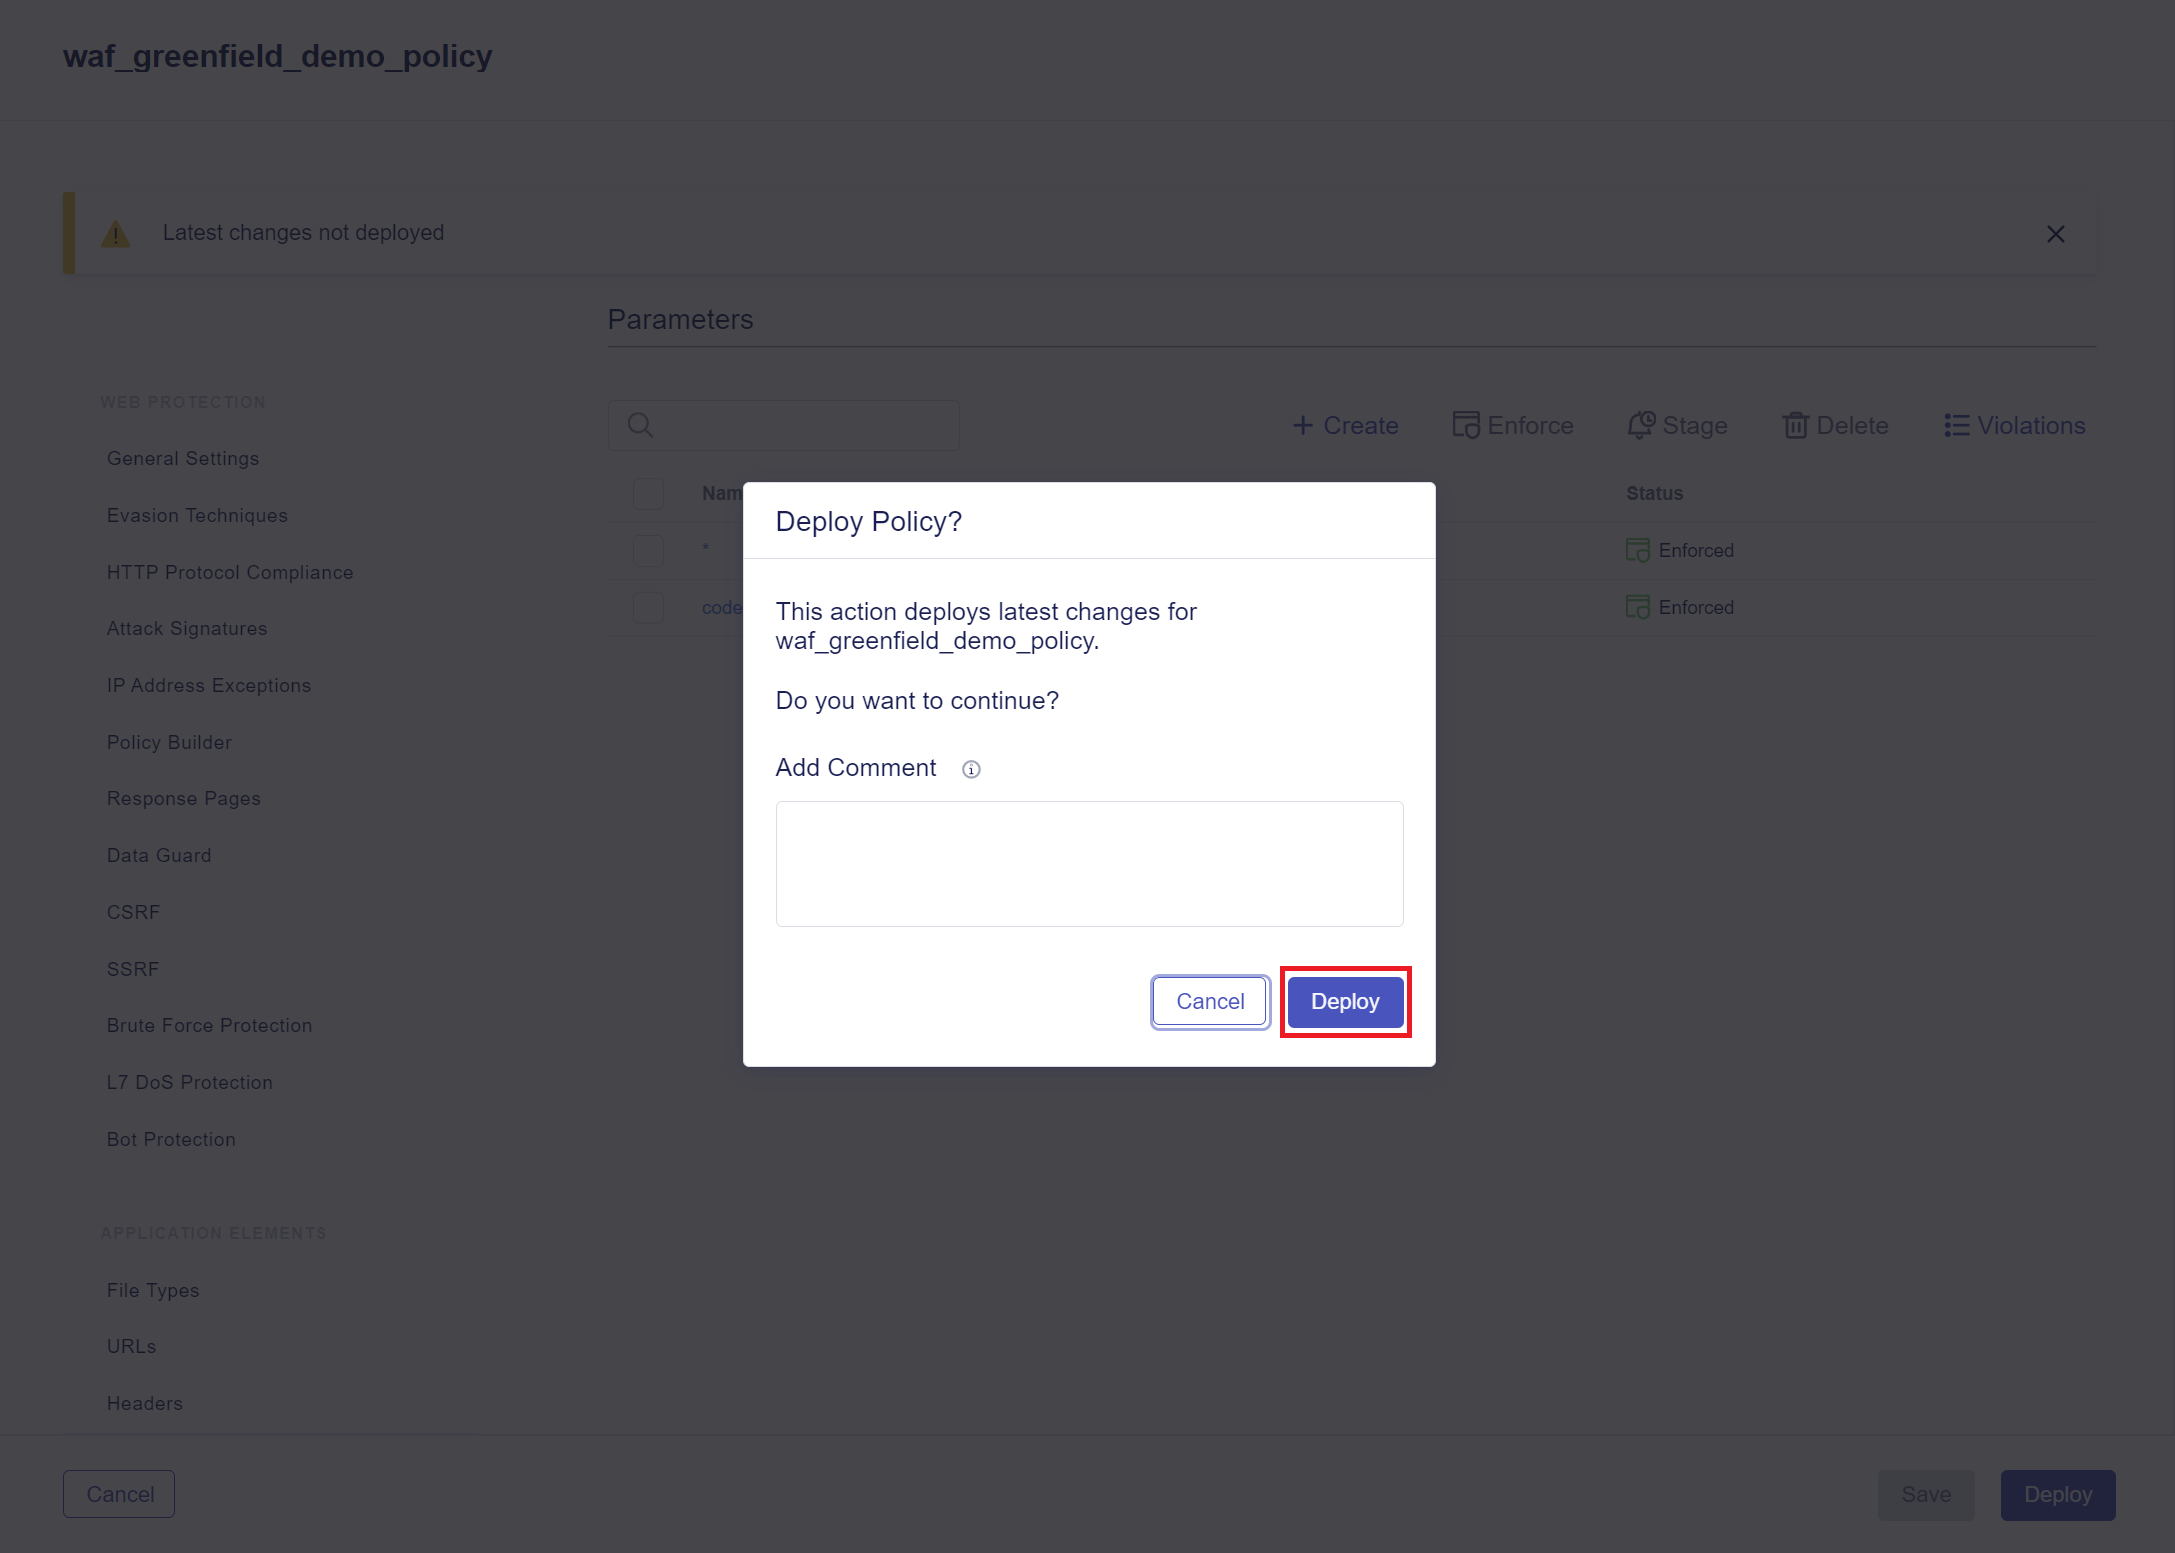 waf_greenfield_demo_policy
Latest changes not deployed
Parameters
WEB PROTECTION
General Settings
Evasion Techniques
HTTP Protocol Compliance
Attack Signatures
IP Address Exceptions
Policy Builder
Response Pages
Data Guard
CSRF
SSRF
Brute Force Protection
L7 DoS Protection
Bot Protection
APPLICATION ELEMENTS
File Types
URLs
Headers
Create Enforce Stage Delete Violations
Nam Status
* Enforced
code Enforced
Deploy Policy?
This action deploys latest changes for
waf_greenfield_demo_policy.
Do you want to continue?
Add Comment
Cancel Deploy
Cancel Save Deploy